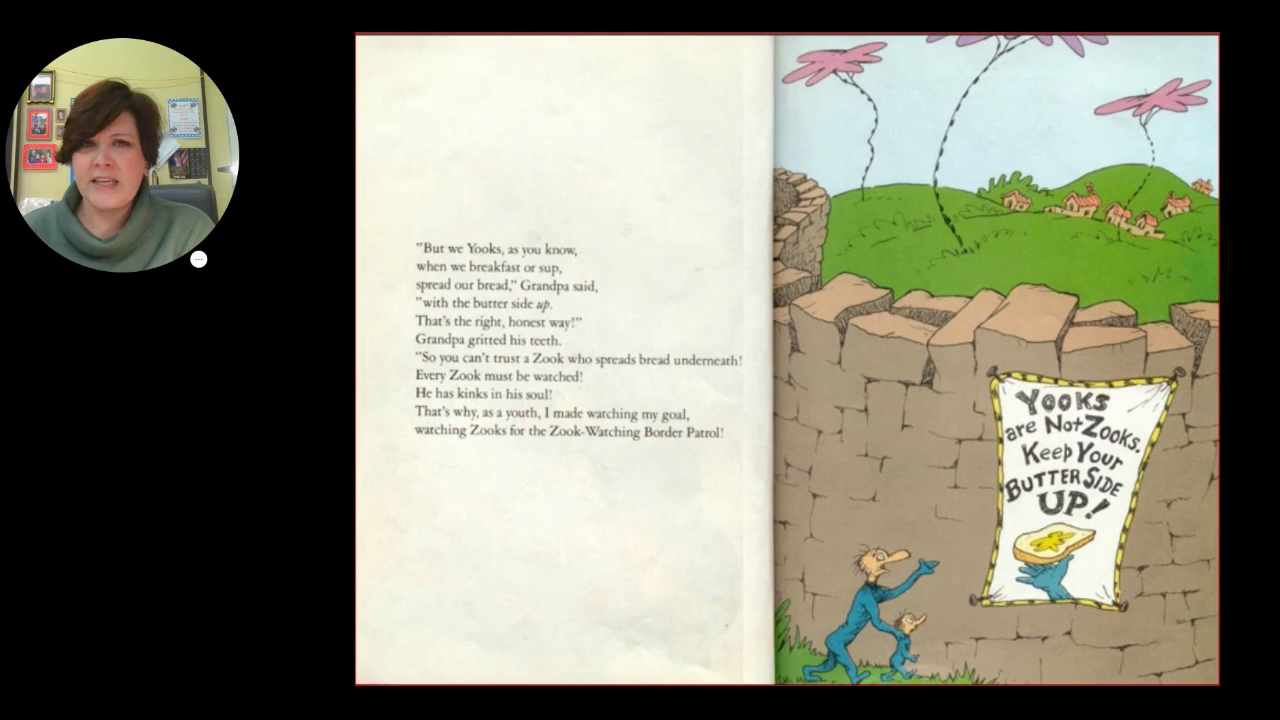 "But we Yooks, as you know,
when we breakfast or sup,
spread our bread," Grandpa said,
"with the butter side up.
That's the right, honest way!"
Grandpa gritted his teeth.
"So you can't trust a Zook who spreads bread underneath!
Every Zook must be watched!
He has kinks in his soul!
That's why, as a youth, I made watching my goal,
watching Zooks for the Zook-Watching Border Patrol!
YOOKS
are Not Zooks.
Keep Your
BUTTER SIDE
UP!